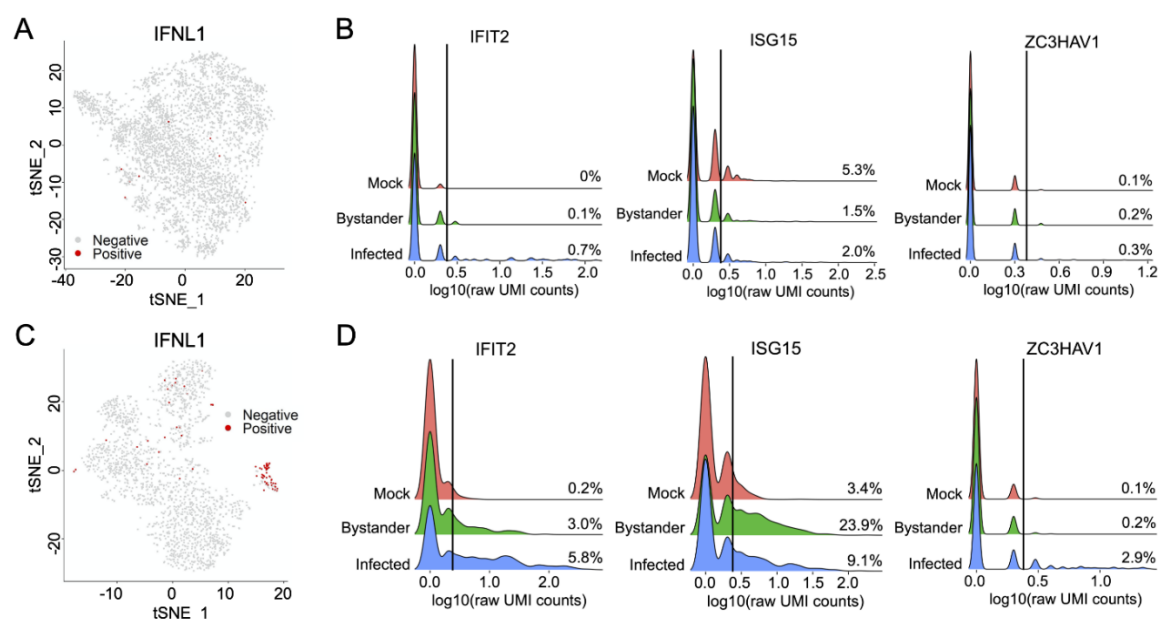 A
IFNL1
20
10
0
-10
-20
-30
tSNE_2
Negative
Positive
-40
-20
0
20
tSNE_1
B
IFIT2
Mock
0%
Bystander
0.1%
Infected
0.7%
0.0
0.5
1.0
1.5
2.0
log10(raw UMI counts)
ISG15
Mock
5.3%
Bystander
1.5%
Infected
2.0%
0.0
0.5
1.0
1.5
2.0
2.5
log10(raw UMI counts)
ZC3HAV1
Mock
0.1%
Bystander
0.2%
Infected
0.3%
0.0
0.3
0.6
0.9
1.2
log10(raw UMI counts)
C
IFNL1
20
0
-20
tSNE_2
Negative
Positive
-10
0
10
20
tSNE_1
D
IFIT2
Mock
0.2%
Bystander
3.0%
Infected
5.8%
0.0
1.0
2.0
log10(raw UMI counts)
ISG15
Mock
3.4%
Bystander
23.9%
Infected
9.1%
0.0
0.5
1.0
1.5
2.0
log10(raw UMI counts)
ZC3HAV1
Mock
0.1%
Bystander
0.2%
Infected
2.9%
0.0
0.5
1.0
log10(raw UMI counts)